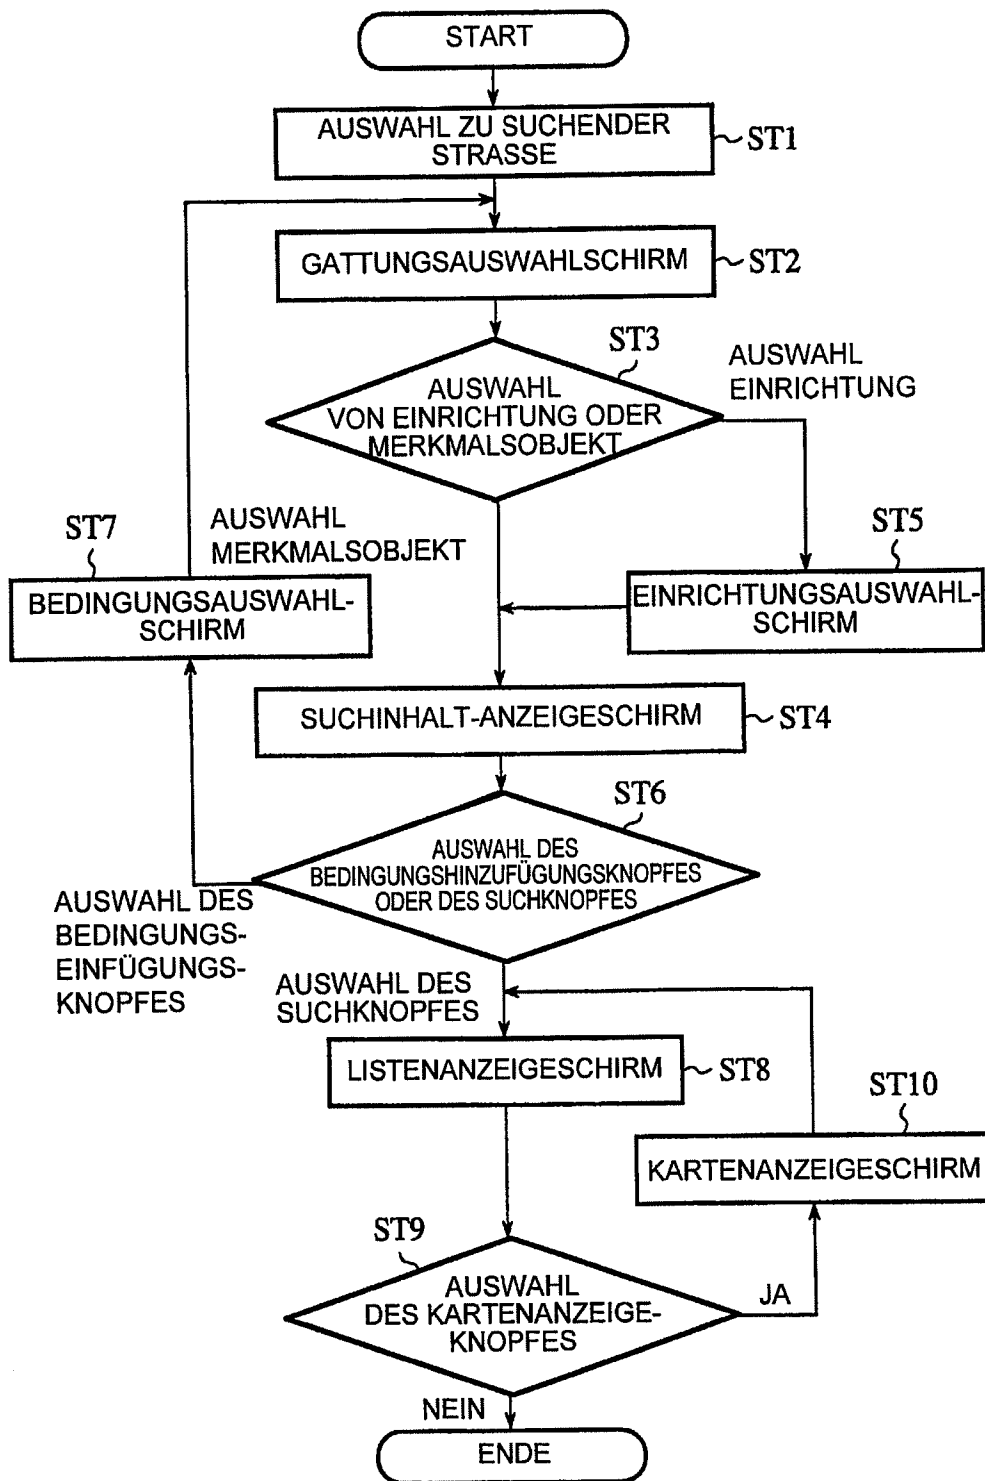 START
AUSWAHL ZU SUCHENDER
STRASSE
ST1
GATTUNGSAUSWAHLSCHIRM
ST2
ST3
AUSWAHL
VON EINRICHTUNG ODER
MERKMALSOBJEKT
AUSWAHL
EINRICHTUNG
AUSWAHL
MERKMALSOBJEKT
ST7
BEDINGUNGSAUSWAHL-
SCHIRM
ST5
EINRICHTUNGSAUSWAHL-
SCHIRM
SUCHINHALT-ANZEIGESCHIRM
ST4
ST6
AUSWAHL DES
BEDINGUNGSHINZUFÜGUNGSKNOPFES
ODER DES SUCHKNOPFES
AUSWAHL DES
BEDINGUNGS-
EINFÜGUNGS-
KNOPFES
AUSWAHL DES
SUCHKNOPFES
LISTENANZEIGESCHIRM
ST8
ST10
KARTENANZEIGESCHIRM
ST9
AUSWAHL
DES KARTENANZEIGE-
KNOPFES
JA
NEIN
ENDE